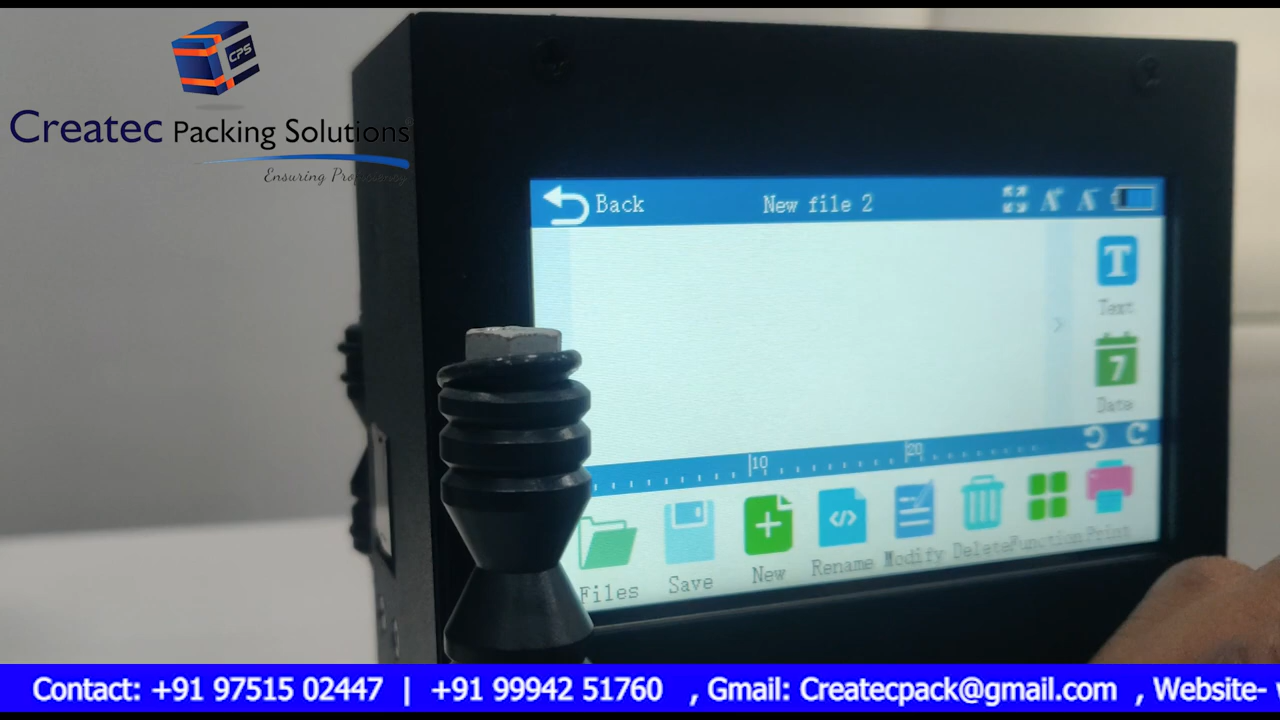 CPS
Createc Packing Solutions
Ensuring Proficiency
Back
New file 2
A+
A-
T
Text
7
Date
10
20
Files
Save
New
Rename
Modify
Delete
Function
Print
Contact: +91 97515 02447 | +91 99942 51760 , Gmail: Createcpack@gmail.com , Website-